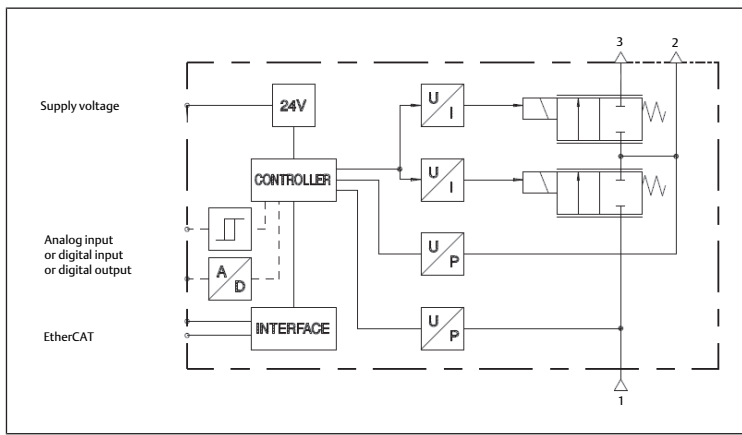 3
2
Supply voltage
24V
U
I
CONTROLLER
U
I
Analog input
or digital input
or digital output
A
D
U
P
EtherCAT
INTERFACE
U
P
1